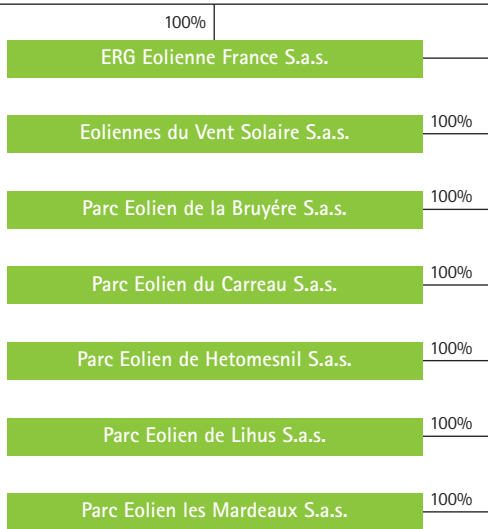 100%
ERG Eolienne France S.a.s.
100%
Eoliennes du Vent Solaire S.a.s.
100%
Parc Eolien de la Bruyére S.a.s.
100%
Parc Eolien du Carreau S.a.s.
100%
Parc Eolien de Hetomesnil S.a.s.
100%
Parc Eolien de Lihus S.a.s.
100%
Parc Eolien les Mardeaux S.a.s.